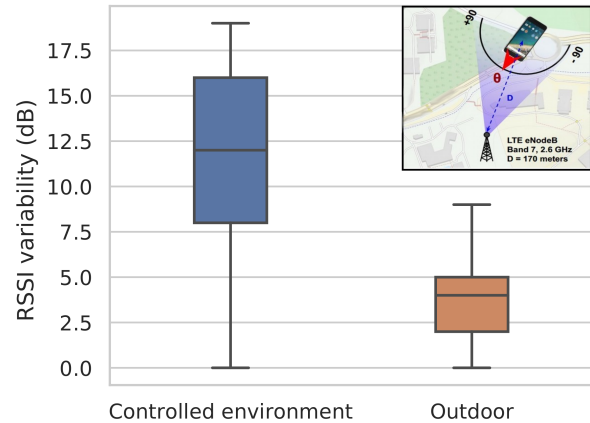 RSSI variability (dB)
17.5
15.0
12.5
10.0
7.5
5.0
2.5
0.0
Controlled environment
Outdoor
+90
- 90
θ
D
LTE eNodeB
Band 7, 2.6 GHz
D = 170 meters